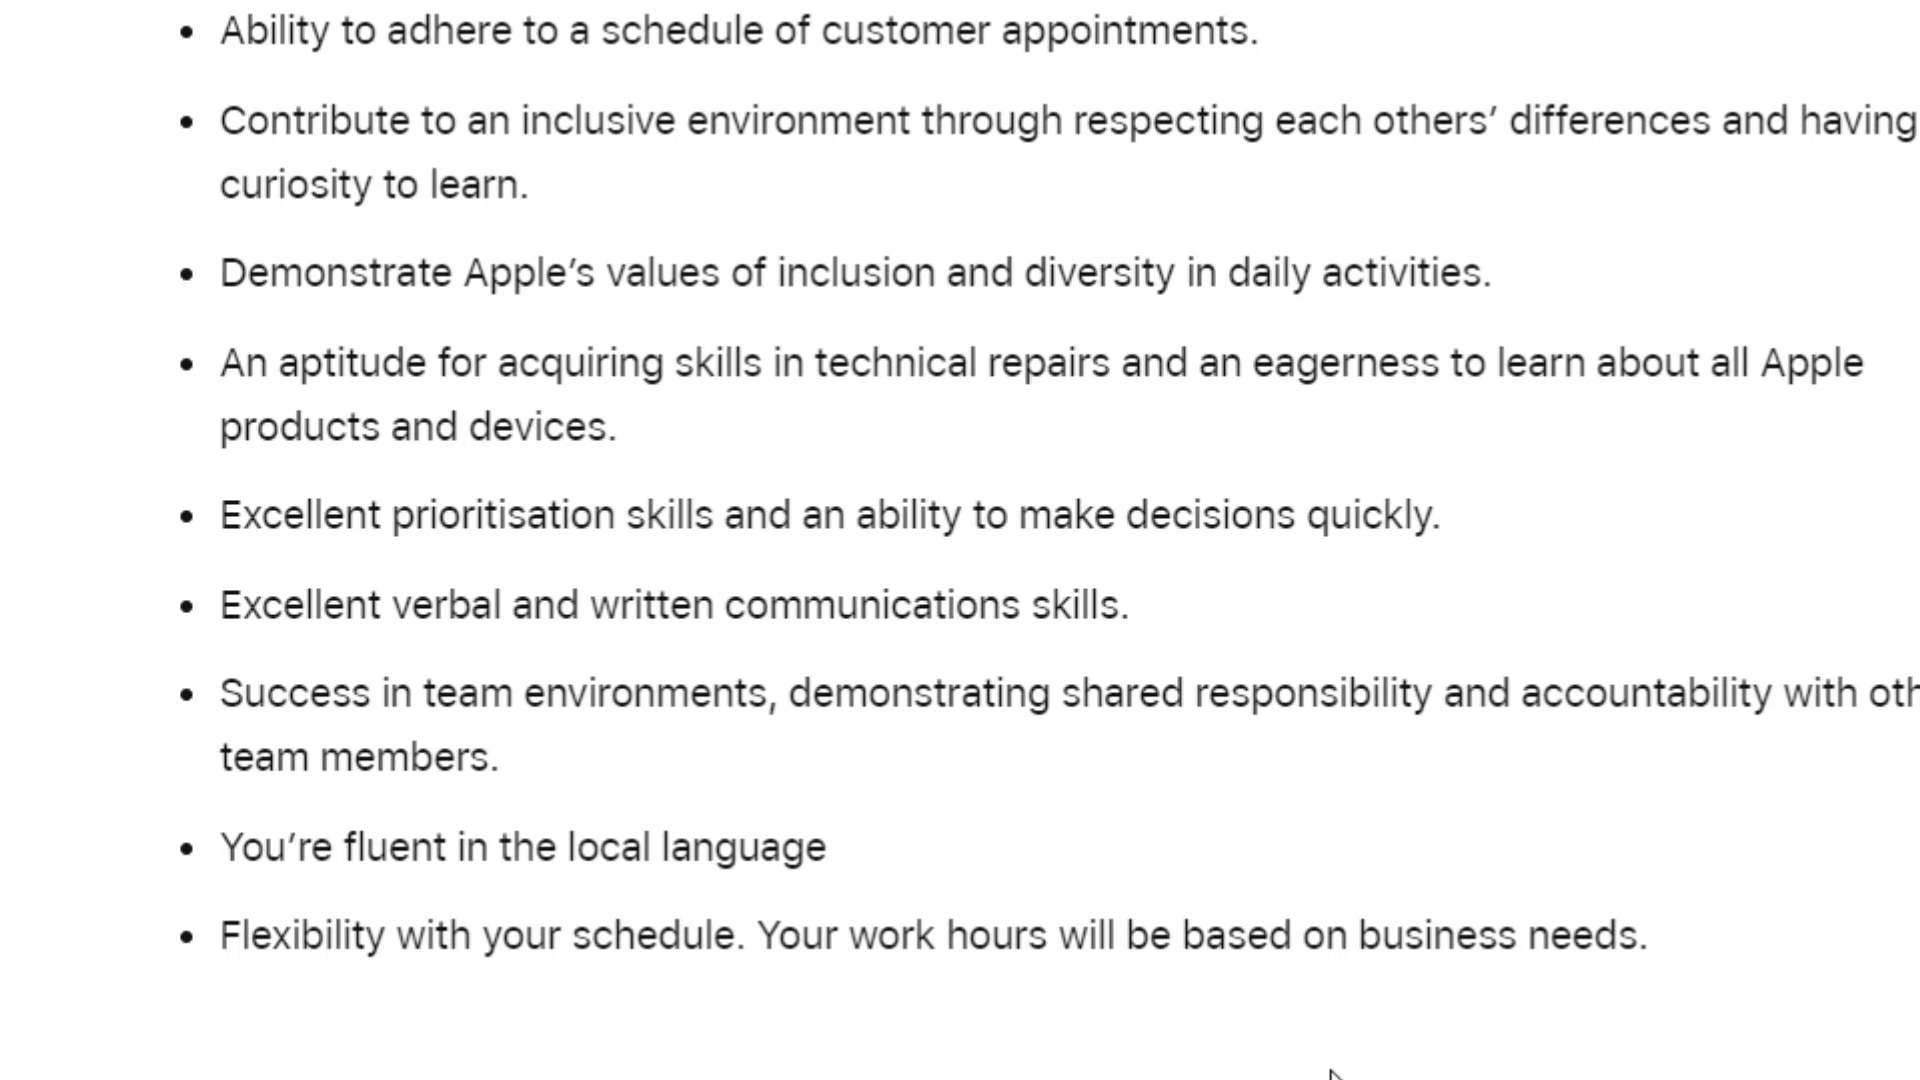 • Ability to adhere to a schedule of customer appointments.
• Contribute to an inclusive environment through respecting each others’ differences and having
curiosity to learn.
• Demonstrate Apple’s values of inclusion and diversity in daily activities.
• An aptitude for acquiring skills in technical repairs and an eagerness to learn about all Apple
products and devices.
• Excellent prioritisation skills and an ability to make decisions quickly.
• Excellent verbal and written communications skills.
• Success in team environments, demonstrating shared responsibility and accountability with
team members.
• You’re fluent in the local language
• Flexibility with your schedule. Your work hours will be based on business needs.